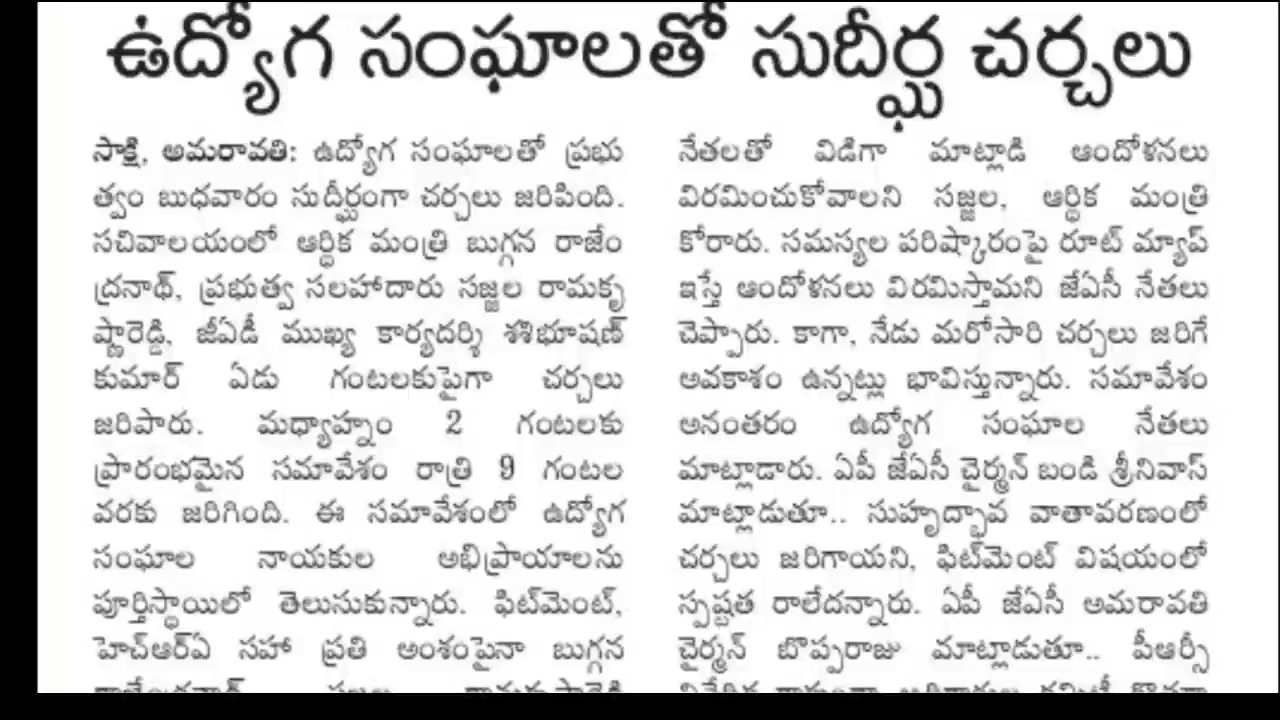 ఉద్యోగ సంఘాలతో సుదీర్ఘ చర్చలు
సాక్షి, అమరావతి: ఉద్యోగ సంఘాలతో ప్రభు
త్వం బుధవారం సుదీర్ఘంగా చర్చలు జరిపింది.
సచివాలయంలో ఆర్థిక మంత్రి బుగ్గన రాజేం
ద్రనాథ్, ప్రభుత్వ సలహాదారు సజ్జల రామకృ
ష్ణారెడ్డి, జీఏడీ ముఖ్య కార్యదర్శి శశిభూషణ్
కుమార్ ఏడు గంటలకుపైగా చర్చలు
జరిపారు. మధ్యాహ్నం 2 గంటలకు
ప్రారంభమైన సమావేశం రాత్రి 9 గంటల
వరకు జరిగింది. ఈ సమావేశంలో ఉద్యోగ
సంఘాల నాయకుల అభిప్రాయాలను
పూర్తిస్థాయిలో తెలుసుకున్నారు. ఫిట్‌మెంట్,
హెచ్‌ఆర్‌ఏ సహా ప్రతి అంశంపైనా బుగ్గన
నేతలతో విడిగా మాట్లాడి ఆందోళనలు
విరమించుకోవాలని సజ్జల, ఆర్థిక మంత్రి
కోరారు. సమస్యల పరిష్కారంపై రూట్ మ్యాప్
ఇస్తే ఆందోళనలు విరమిస్తామని జేఏసీ నేతలు
చెప్పారు. కాగా, నేడు మరోసారి చర్చలు జరిగే
అవకాశం ఉన్నట్లు భావిస్తున్నారు. సమావేశం
అనంతరం ఉద్యోగ సంఘాల నేతలు
మాట్లాడారు. ఏపీ జేఏసీ చైర్మన్ బండి శ్రీనివాస్
మాట్లాడుతూ.. సుహృద్భావ వాతావరణంలో
చర్చలు జరిగాయని, ఫిట్‌మెంట్ విషయంలో
స్పష్టత రాలేదన్నారు. ఏపీ జేఏసీ అమరావతి
చైర్మన్ బొప్పరాజు మాట్లాడుతూ.. పీఆర్సీ